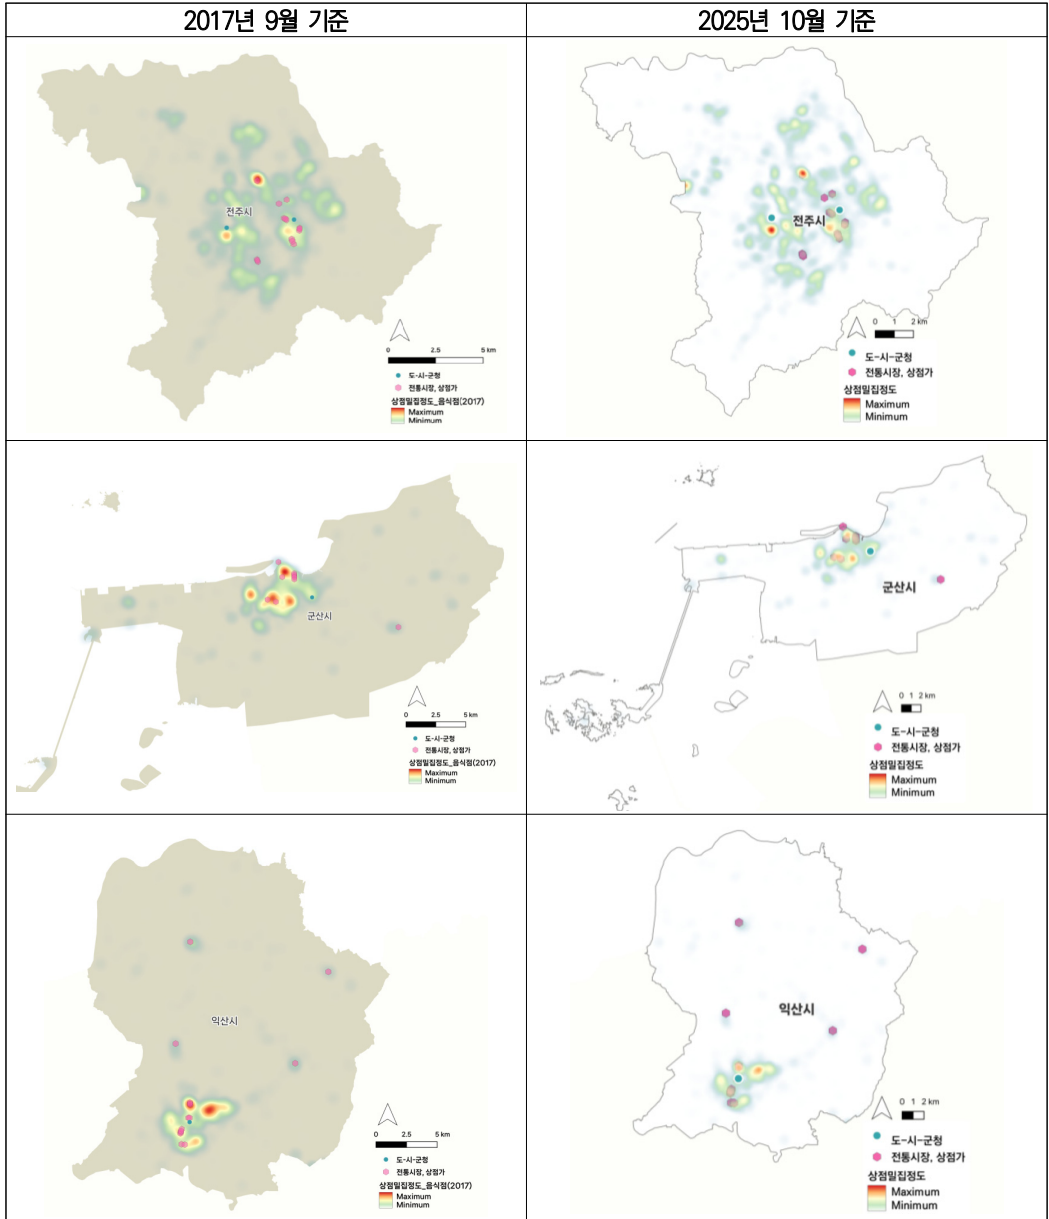 2017년 9월 기준
2025년 10월 기준
전주시
0 2.5 5 km
도-시-군청
전통시장, 상점가
상점밀집정도_음식점(2017)
Maximum
Minimum
전주시
0 1 2 km
도-시-군청
전통시장, 상점가
상점밀집정도
Maximum
Minimum
군산시
0 2.5 5 km
도-시-군청
전통시장, 상점가
상점밀집정도_음식점(2017)
Maximum
Minimum
군산시
0 1 2 km
도-시-군청
전통시장, 상점가
상점밀집정도
Maximum
Minimum
익산시
0 2.5 5 km
도-시-군청
전통시장, 상점가
상점밀집정도_음식점(2017)
Maximum
Minimum
익산시
0 1 2 km
도-시-군청
전통시장, 상점가
상점밀집정도
Maximum
Minimum